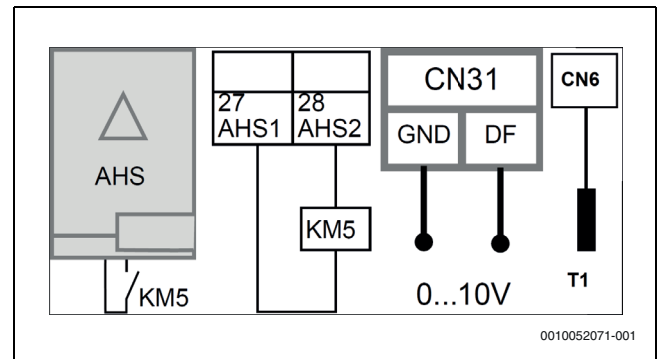 AHS
KM5
27
AHS1
28
AHS2
KM5
CN31
GND
DF
0...10V
CN6
T1
0010052071-001